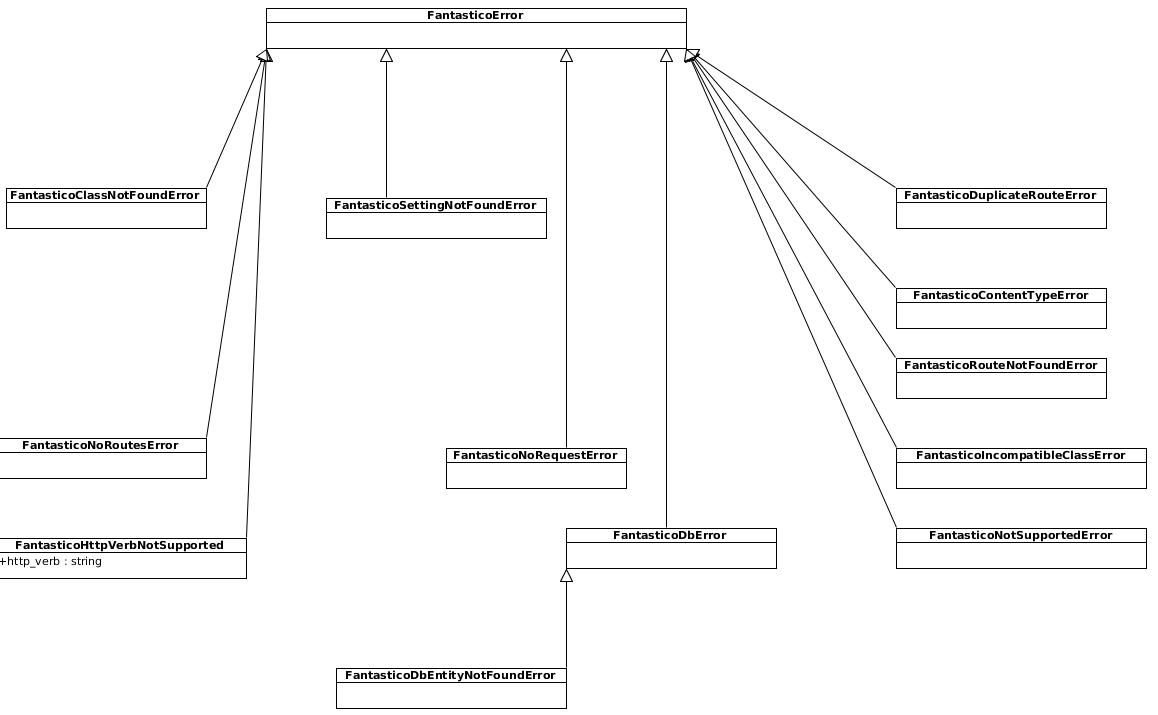 FantasticoError
FantasticoClassNotFoundError
FantasticoSettingNotFoundError
FantasticoDuplicateRouteError
FantasticoContentTypeError
FantasticoRouteNotFoundError
FantasticoNoRoutesError
FantasticoNoRequestError
FantasticoIncompatibleClassError
FantasticoDbError
FantasticoNotSupportedError
FantasticoHttpVerbNotSupported
+http_verb : string
FantasticoDbEntityNotFoundError